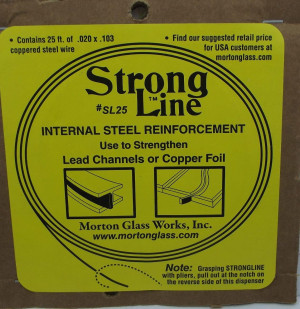 • Contains 25 ft. of .020 x .103
coppered steel wire
• Find our suggested retail price
for USA customers at
mortonglass.com
Strong
#SL25 Line™
INTERNAL STEEL REINFORCEMENT
Use to Strengthen
Lead Channels or Copper Foil
Morton Glass Works, Inc.
www.mortonglass.com
Note: Grasping STRONGLINE
with pliers, pull out at the notch on
the reverse side of this dispenser